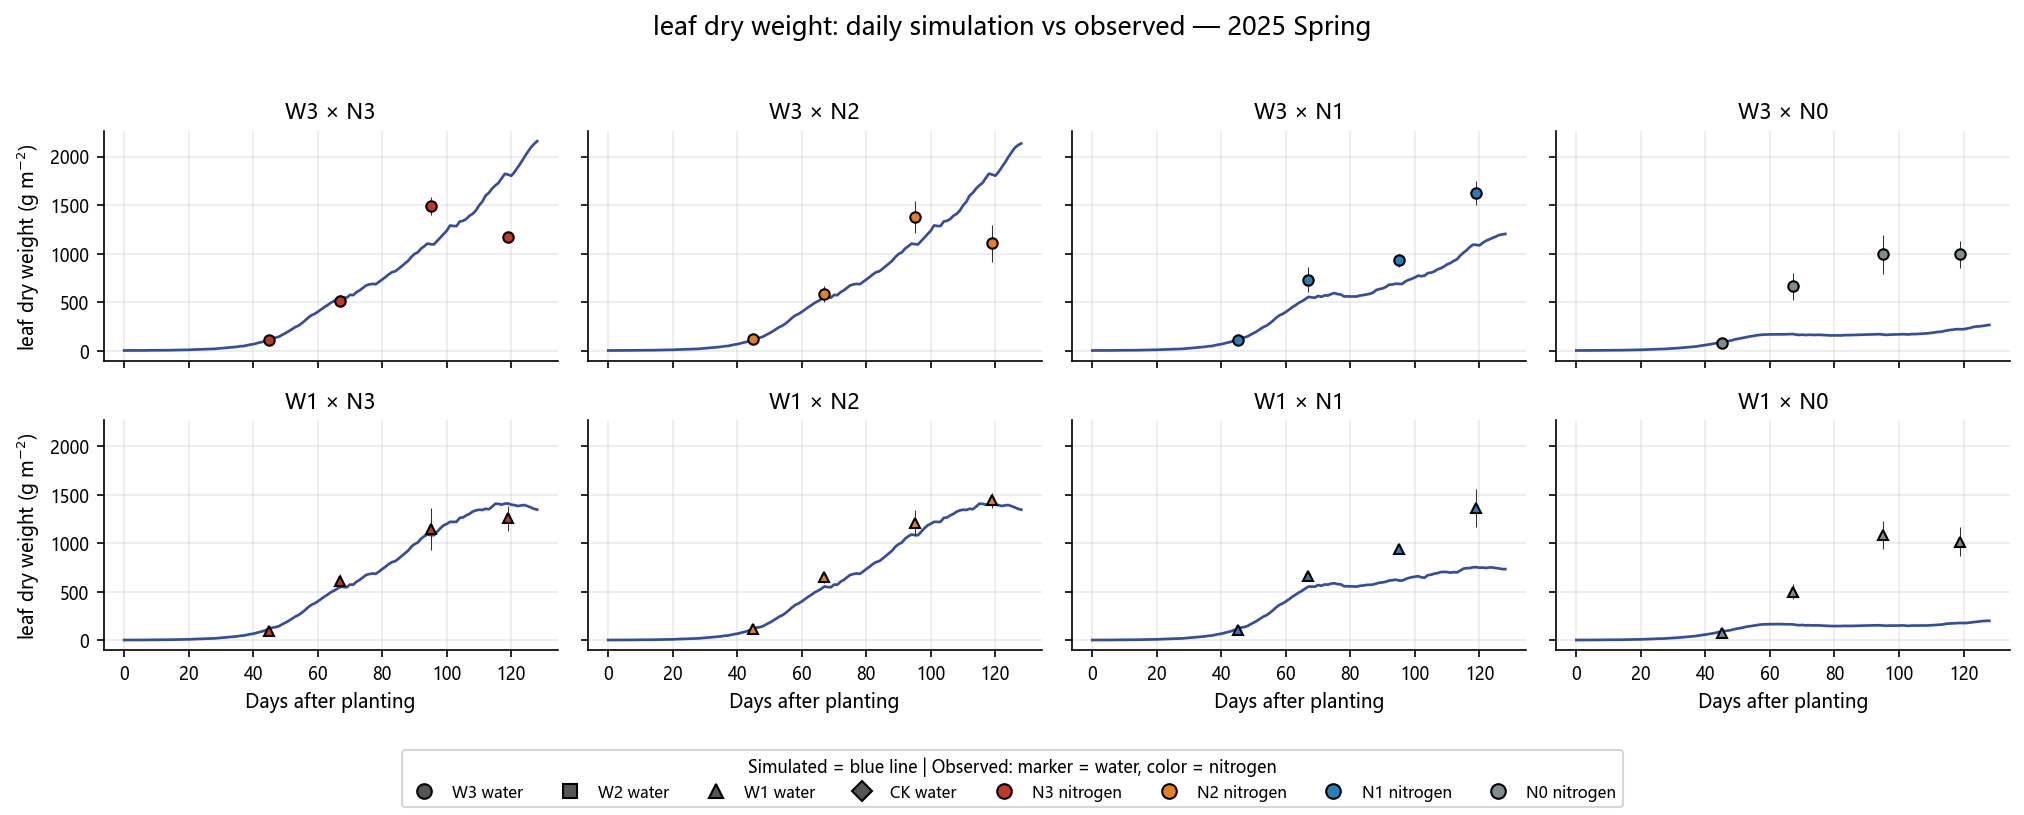 leaf dry weight: daily simulation vs observed — 2025 Spring
W3 × N3
W3 × N2
W3 × N1
W3 × N0
leaf dry weight (g m⁻²)
2000
1500
1000
500
0
W1 × N3
W1 × N2
W1 × N1
W1 × N0
leaf dry weight (g m⁻²)
2000
1500
1000
500
0
0 20 40 60 80 100 120
0 20 40 60 80 100 120
0 20 40 60 80 100 120
0 20 40 60 80 100 120
Days after planting
Days after planting
Days after planting
Days after planting
Simulated = blue line | Observed: marker = water, color = nitrogen
W3 water W2 water W1 water CK water N3 nitrogen N2 nitrogen N1 nitrogen N0 nitrogen